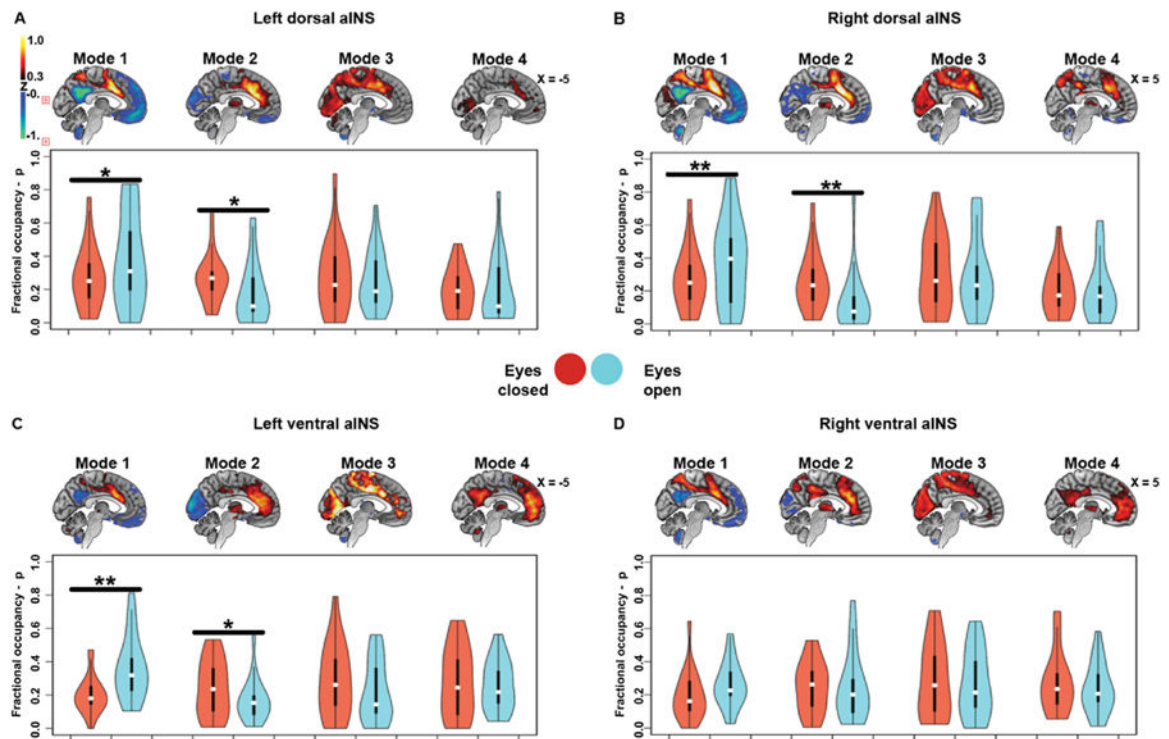 A
Left dorsal aINS
Mode 1
Mode 2
Mode 3
Mode 4
X = -5
1.0
0.3
Z
-0.
-1.
Fractional occupancy - p
1.0
0.8
0.6
0.4
0.2
0.0
*
*
B
Right dorsal aINS
Mode 1
Mode 2
Mode 3
Mode 4
X = 5
Fractional occupancy - p
1.0
0.8
0.6
0.4
0.2
0.0
**
**
Eyes
closed
Eyes
open
C
Left ventral aINS
Mode 1
Mode 2
Mode 3
Mode 4
X = -5
Fractional occupancy - p
1.0
0.8
0.6
0.4
0.2
0.0
**
*
D
Right ventral aINS
Mode 1
Mode 2
Mode 3
Mode 4
X = 5
Fractional occupancy - p
1.0
0.8
0.6
0.4
0.2
0.0